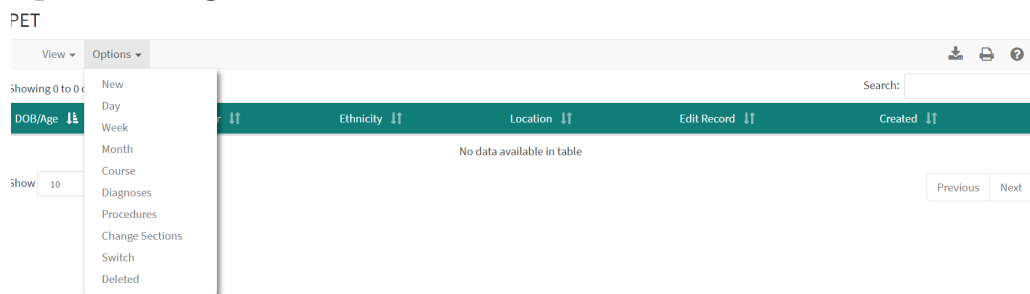 PET
View Options
Showing 0 to 0
Search:
New
Day
Week
Month
Course
Diagnoses
Procedures
Change Sections
Switch
Deleted
DOB/Age Ethnicity Location Edit Record Created
No data available in table
Show 10
Previous Next